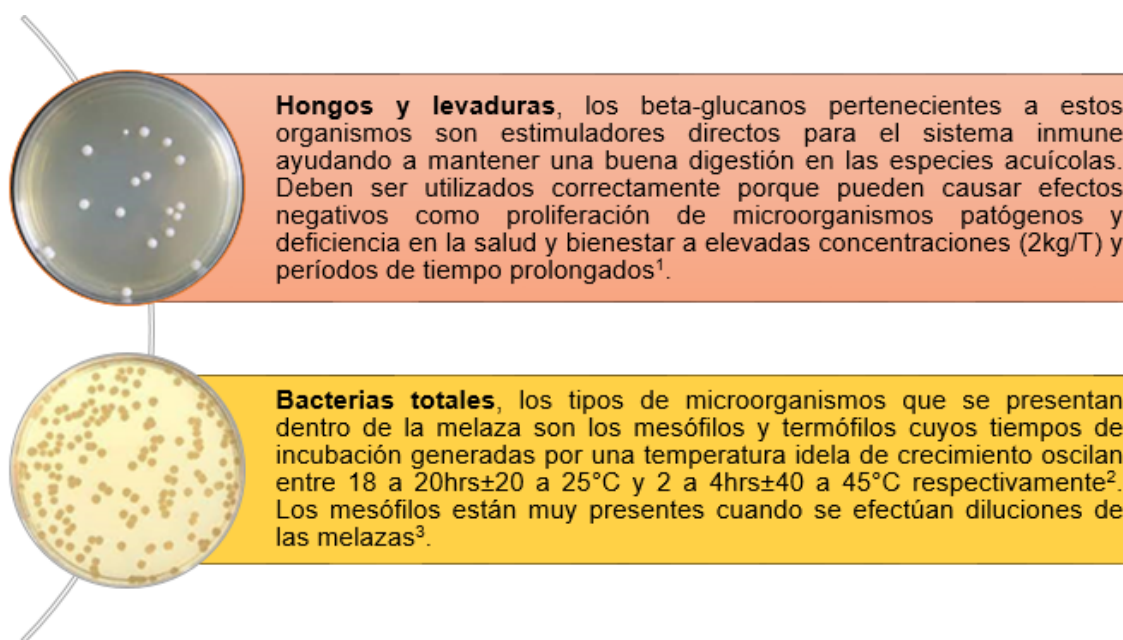 Hongos y levaduras, los beta-glucanos pertenecientes a estos
organismos son estimuladores directos para el sistema inmune
ayudando a mantener una buena digestión en las especies acuícolas.
Deben ser utilizados correctamente porque pueden causar efectos
negativos como proliferación de microorganismos patógenos y
deficiencia en la salud y bienestar a elevadas concentraciones (2kg/T) y
períodos de tiempo prolongados¹.
Bacterias totales, los tipos de microorganismos que se presentan
dentro de la melaza son los mesófilos y termófilos cuyos tiempos de
incubación generadas por una temperatura idela de crecimiento oscilan
entre 18 a 20hrs±20 a 25°C y 2 a 4hrs±40 a 45°C respectivamente².
Los mesófilos están muy presentes cuando se efectúan diluciones de
las melazas³.